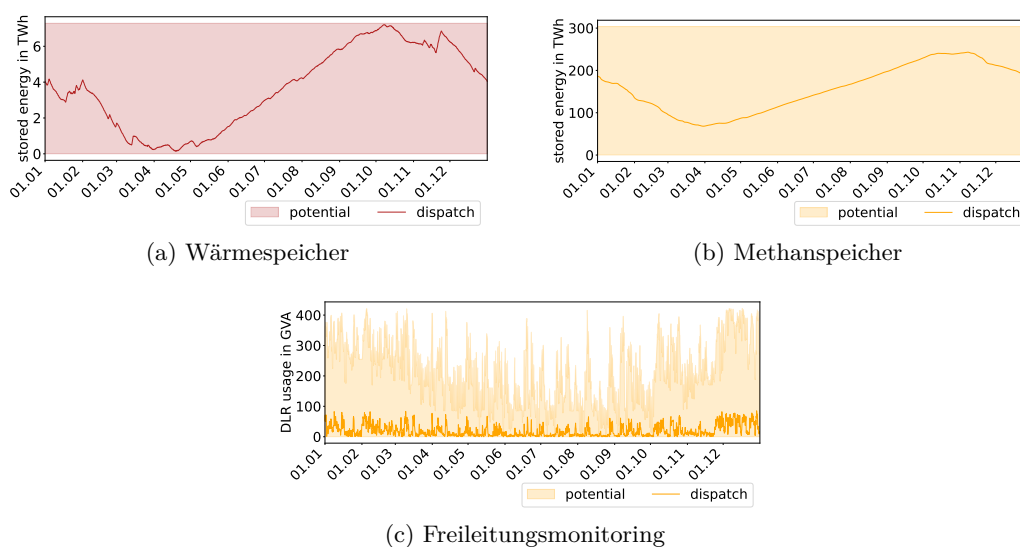 stored energy in TWh
6
4
2
0
01.01 01.02 01.03 01.04 01.05 01.06 01.07 01.08 01.09 01.10 01.11 01.12
potential dispatch
(a) Wärmespeicher
stored energy in TWh
300
200
100
0
01.01 01.02 01.03 01.04 01.05 01.06 01.07 01.08 01.09 01.10 01.11 01.12
potential dispatch
(b) Methanspeicher
DLR usage in GVA
400
300
200
100
0
01.01 01.02 01.03 01.04 01.05 01.06 01.07 01.08 01.09 01.10 01.11 01.12
potential dispatch
(c) Freileitungsmonitoring